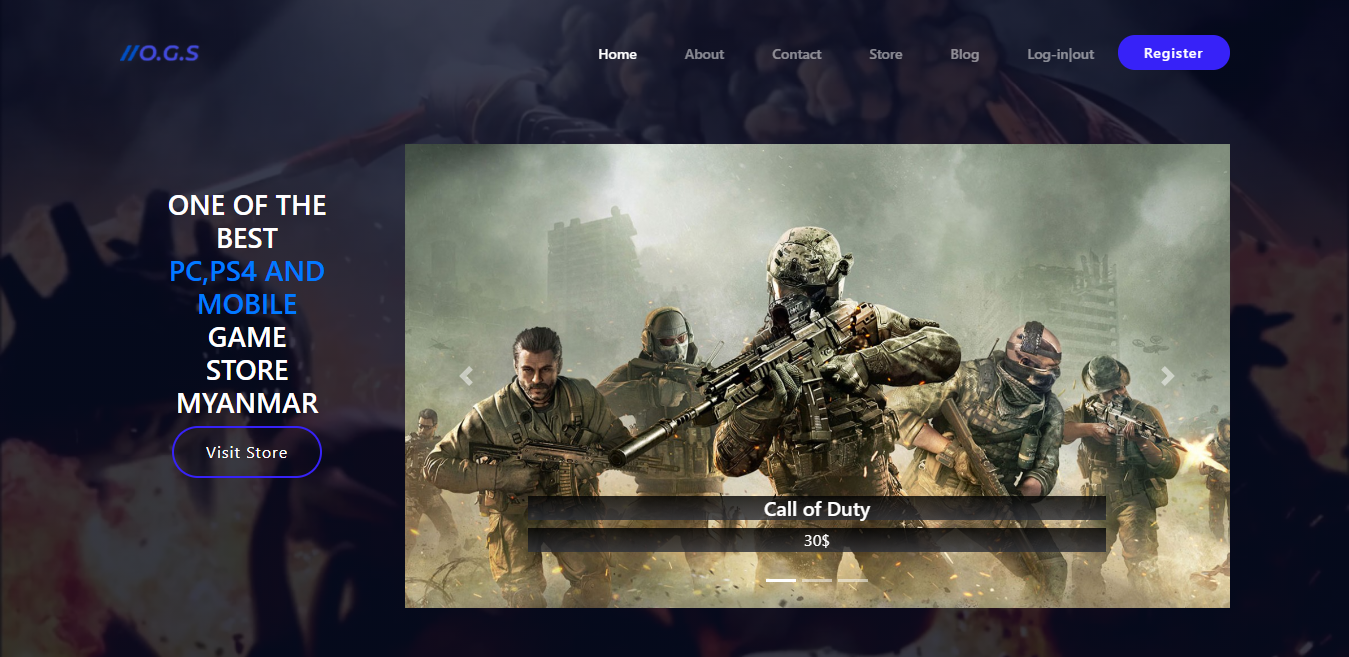 //O.G.S
Home About Contact Store Blog Log-in|out Register
ONE OF THE
BEST
PC,PS4 AND
MOBILE
GAME
STORE
MYANMAR
Visit Store
Call of Duty
30$